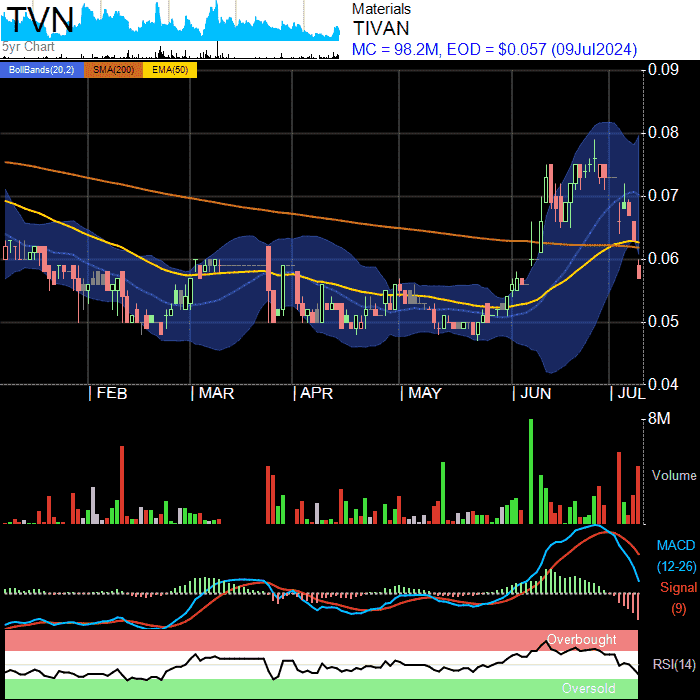 TVN
5yr Chart
Materials
TIVAN
MC = 98.2M, EOD = $0.057 (09Jul2024)
BollBands(20,2) SMA(200) EMA(50)
0.09
0.08
0.07
0.06
0.05
0.04
FEB MAR APR MAY JUN JUL
8M
Volume
MACD
(12-26)
Signal
(9)
Overbought
RSI(14)
Oversold